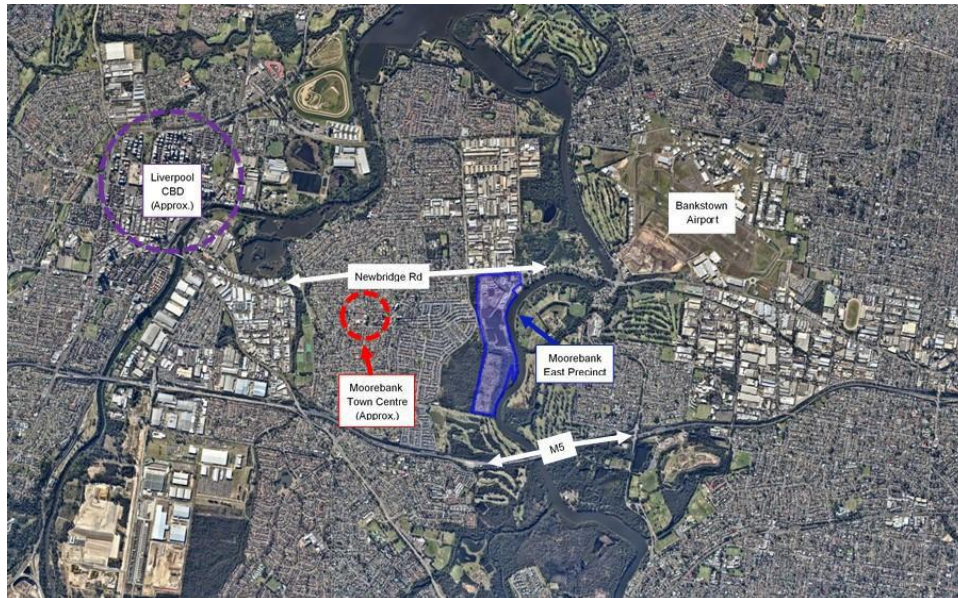 Liverpool
CBD
(Approx.)
Bankstown
Airport
Newbridge Rd
Moorebank
East Precinct
Moorebank
Town Centre
(Approx.)
M5